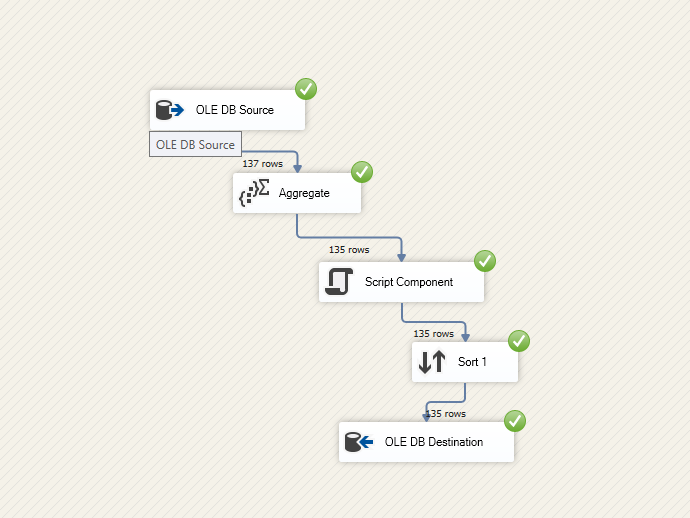 OLE DB Source
OLE DB Source
137 rows
Aggregate
135 rows
Script Component
135 rows
Sort 1
135 rows
OLE DB Destination